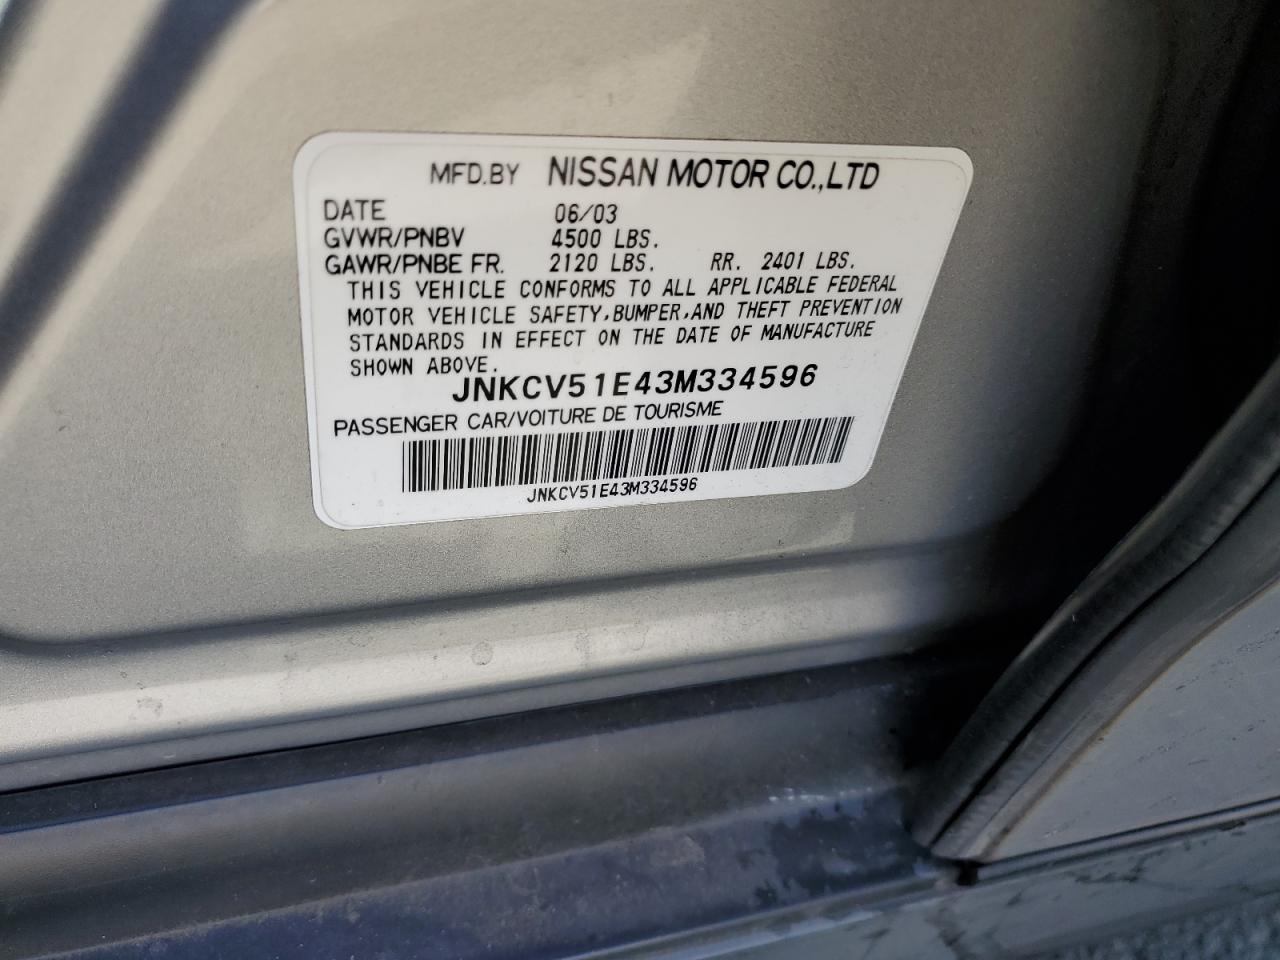 MFD.BY NISSAN MOTOR CO.,LTD
DATE 06/03
GVWR/PNBV 4500 LBS.
GAWR/PNBE FR. 2120 LBS. RR. 2401 LBS.
THIS VEHICLE CONFORMS TO ALL APPLICABLE FEDERAL
MOTOR VEHICLE SAFETY,BUMPER,AND THEFT PREVENTION
STANDARDS IN EFFECT ON THE DATE OF MANUFACTURE
SHOWN ABOVE.
JNKCV51E43M334596
PASSENGER CAR/VOITURE DE TOURISME
JNKCV51E43M334596